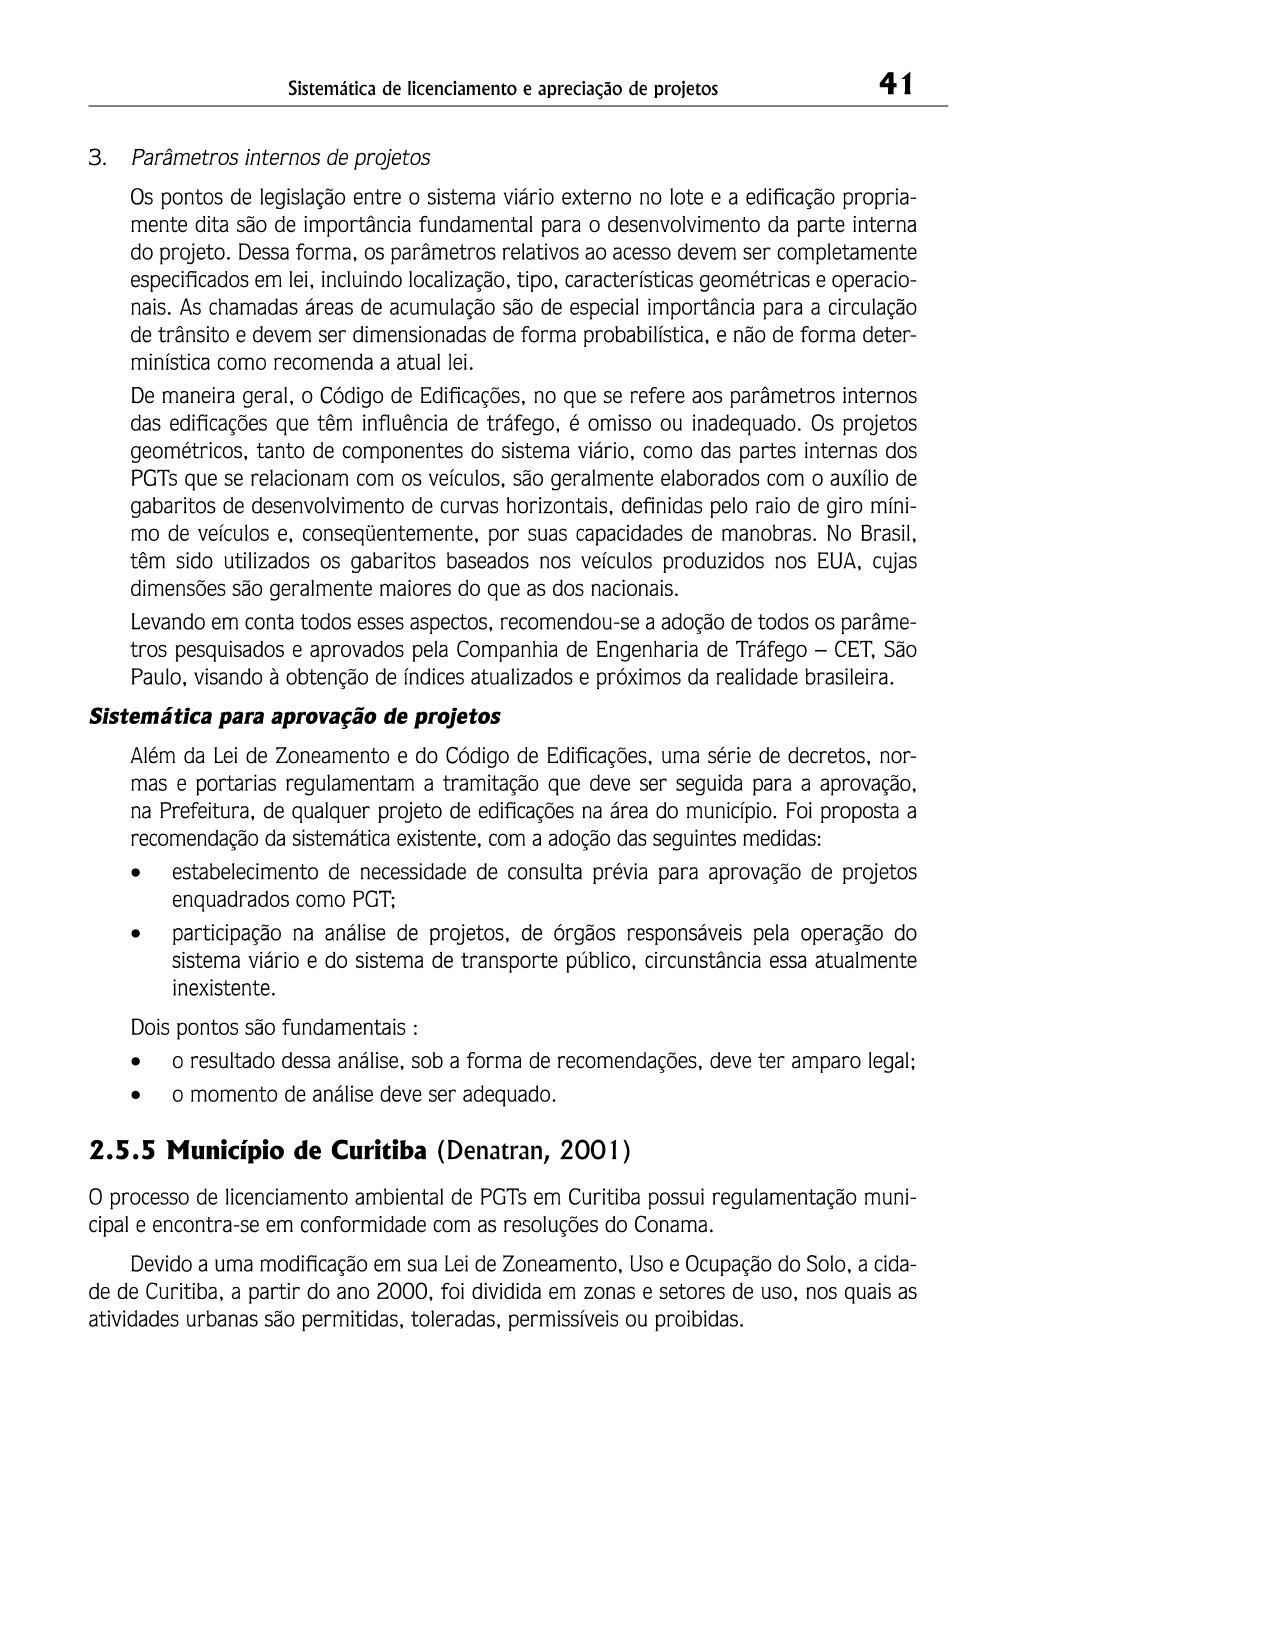 Sistemática de licenciamento e apreciação de projetos 41
3. Parâmetros internos de projetos
Os pontos de legislação entre o sistema viário externo no lote e a edificação propria-
mente dita são de importância fundamental para o desenvolvimento da parte interna
do projeto. Dessa forma, os parâmetros relativos ao acesso devem ser completamente
especificados em lei, incluindo localização, tipo, características geométricas e operacio-
nais. As chamadas áreas de acumulação são de especial importância para a circulação
de trânsito e devem ser dimensionadas de forma probabilística, e não de forma deter-
minística como recomenda a atual lei.
De maneira geral, o Código de Edificações, no que se refere aos parâmetros internos
das edificações que têm influência de tráfego, é omisso ou inadequado. Os projetos
geométricos, tanto de componentes do sistema viário, como das partes internas dos
PGTs que se relacionam com os veículos, são geralmente elaborados com o auxílio de
gabaritos de desenvolvimento de curvas horizontais, definidas pelo raio de giro míni-
mo de veículos e, conseqüentemente, por suas capacidades de manobras. No Brasil,
têm sido utilizados os gabaritos baseados nos veículos produzidos nos EUA, cujas
dimensões são geralmente maiores do que as dos nacionais.
Levando em conta todos esses aspectos, recomendou-se a adoção de todos os parâme-
tros pesquisados e aprovados pela Companhia de Engenharia de Tráfego – CET, São
Paulo, visando à obtenção de índices atualizados e próximos da realidade brasileira.
Sistemática para aprovação de projetos
Além da Lei de Zoneamento e do Código de Edificações, uma série de decretos, nor-
mas e portarias regulamentam a tramitação que deve ser seguida para a aprovação,
na Prefeitura, de qualquer projeto de edificações na área do município. Foi proposta a
recomendação da sistemática existente, com a adoção das seguintes medidas:
• estabelecimento de necessidade de consulta prévia para aprovação de projetos
enquadrados como PGT;
• participação na análise de projetos, de órgãos responsáveis pela operação do
sistema viário e do sistema de transporte público, circunstância essa atualmente
inexistente.
Dois pontos são fundamentais :
• o resultado dessa análise, sob a forma de recomendações, deve ter amparo legal;
• o momento de análise deve ser adequado.
2.5.5 Município de Curitiba (Denatran, 2001)
O processo de licenciamento ambiental de PGTs em Curitiba possui regulamentação muni-
cipal e encontra-se em conformidade com as resoluções do Conama.
Devido a uma modificação em sua Lei de Zoneamento, Uso e Ocupação do Solo, a cida-
de de Curitiba, a partir do ano 2000, foi dividida em zonas e setores de uso, nos quais as
atividades urbanas são permitidas, toleradas, permissíveis ou proibidas.